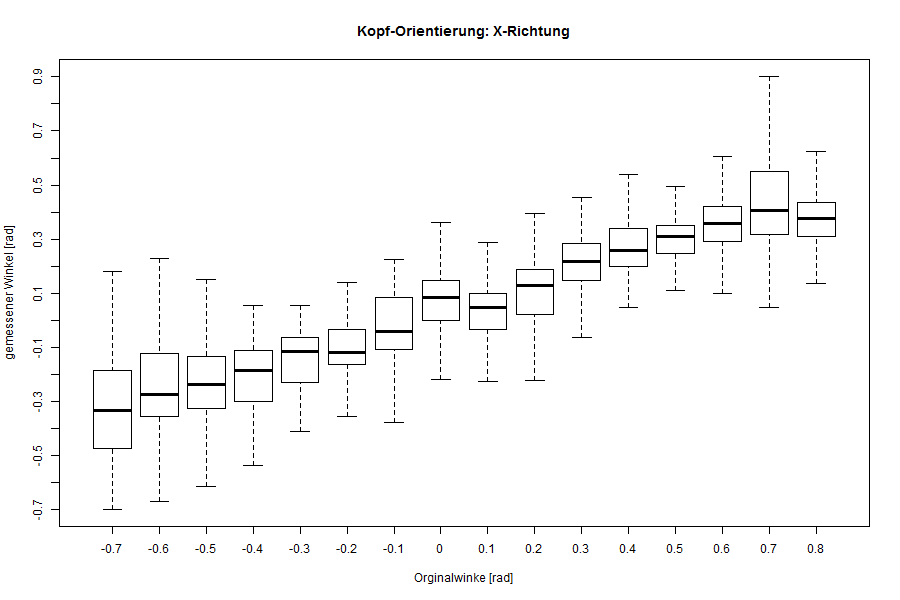 Kopf-Orientierung: X-Richtung
gemessener Winkel [rad]
0.9
0.7
0.5
0.3
0.1
-0.1
-0.3
-0.5
-0.7
-0.7 -0.6 -0.5 -0.4 -0.3 -0.2 -0.1 0 0.1 0.2 0.3 0.4 0.5 0.6 0.7 0.8
Orginalwinke [rad]